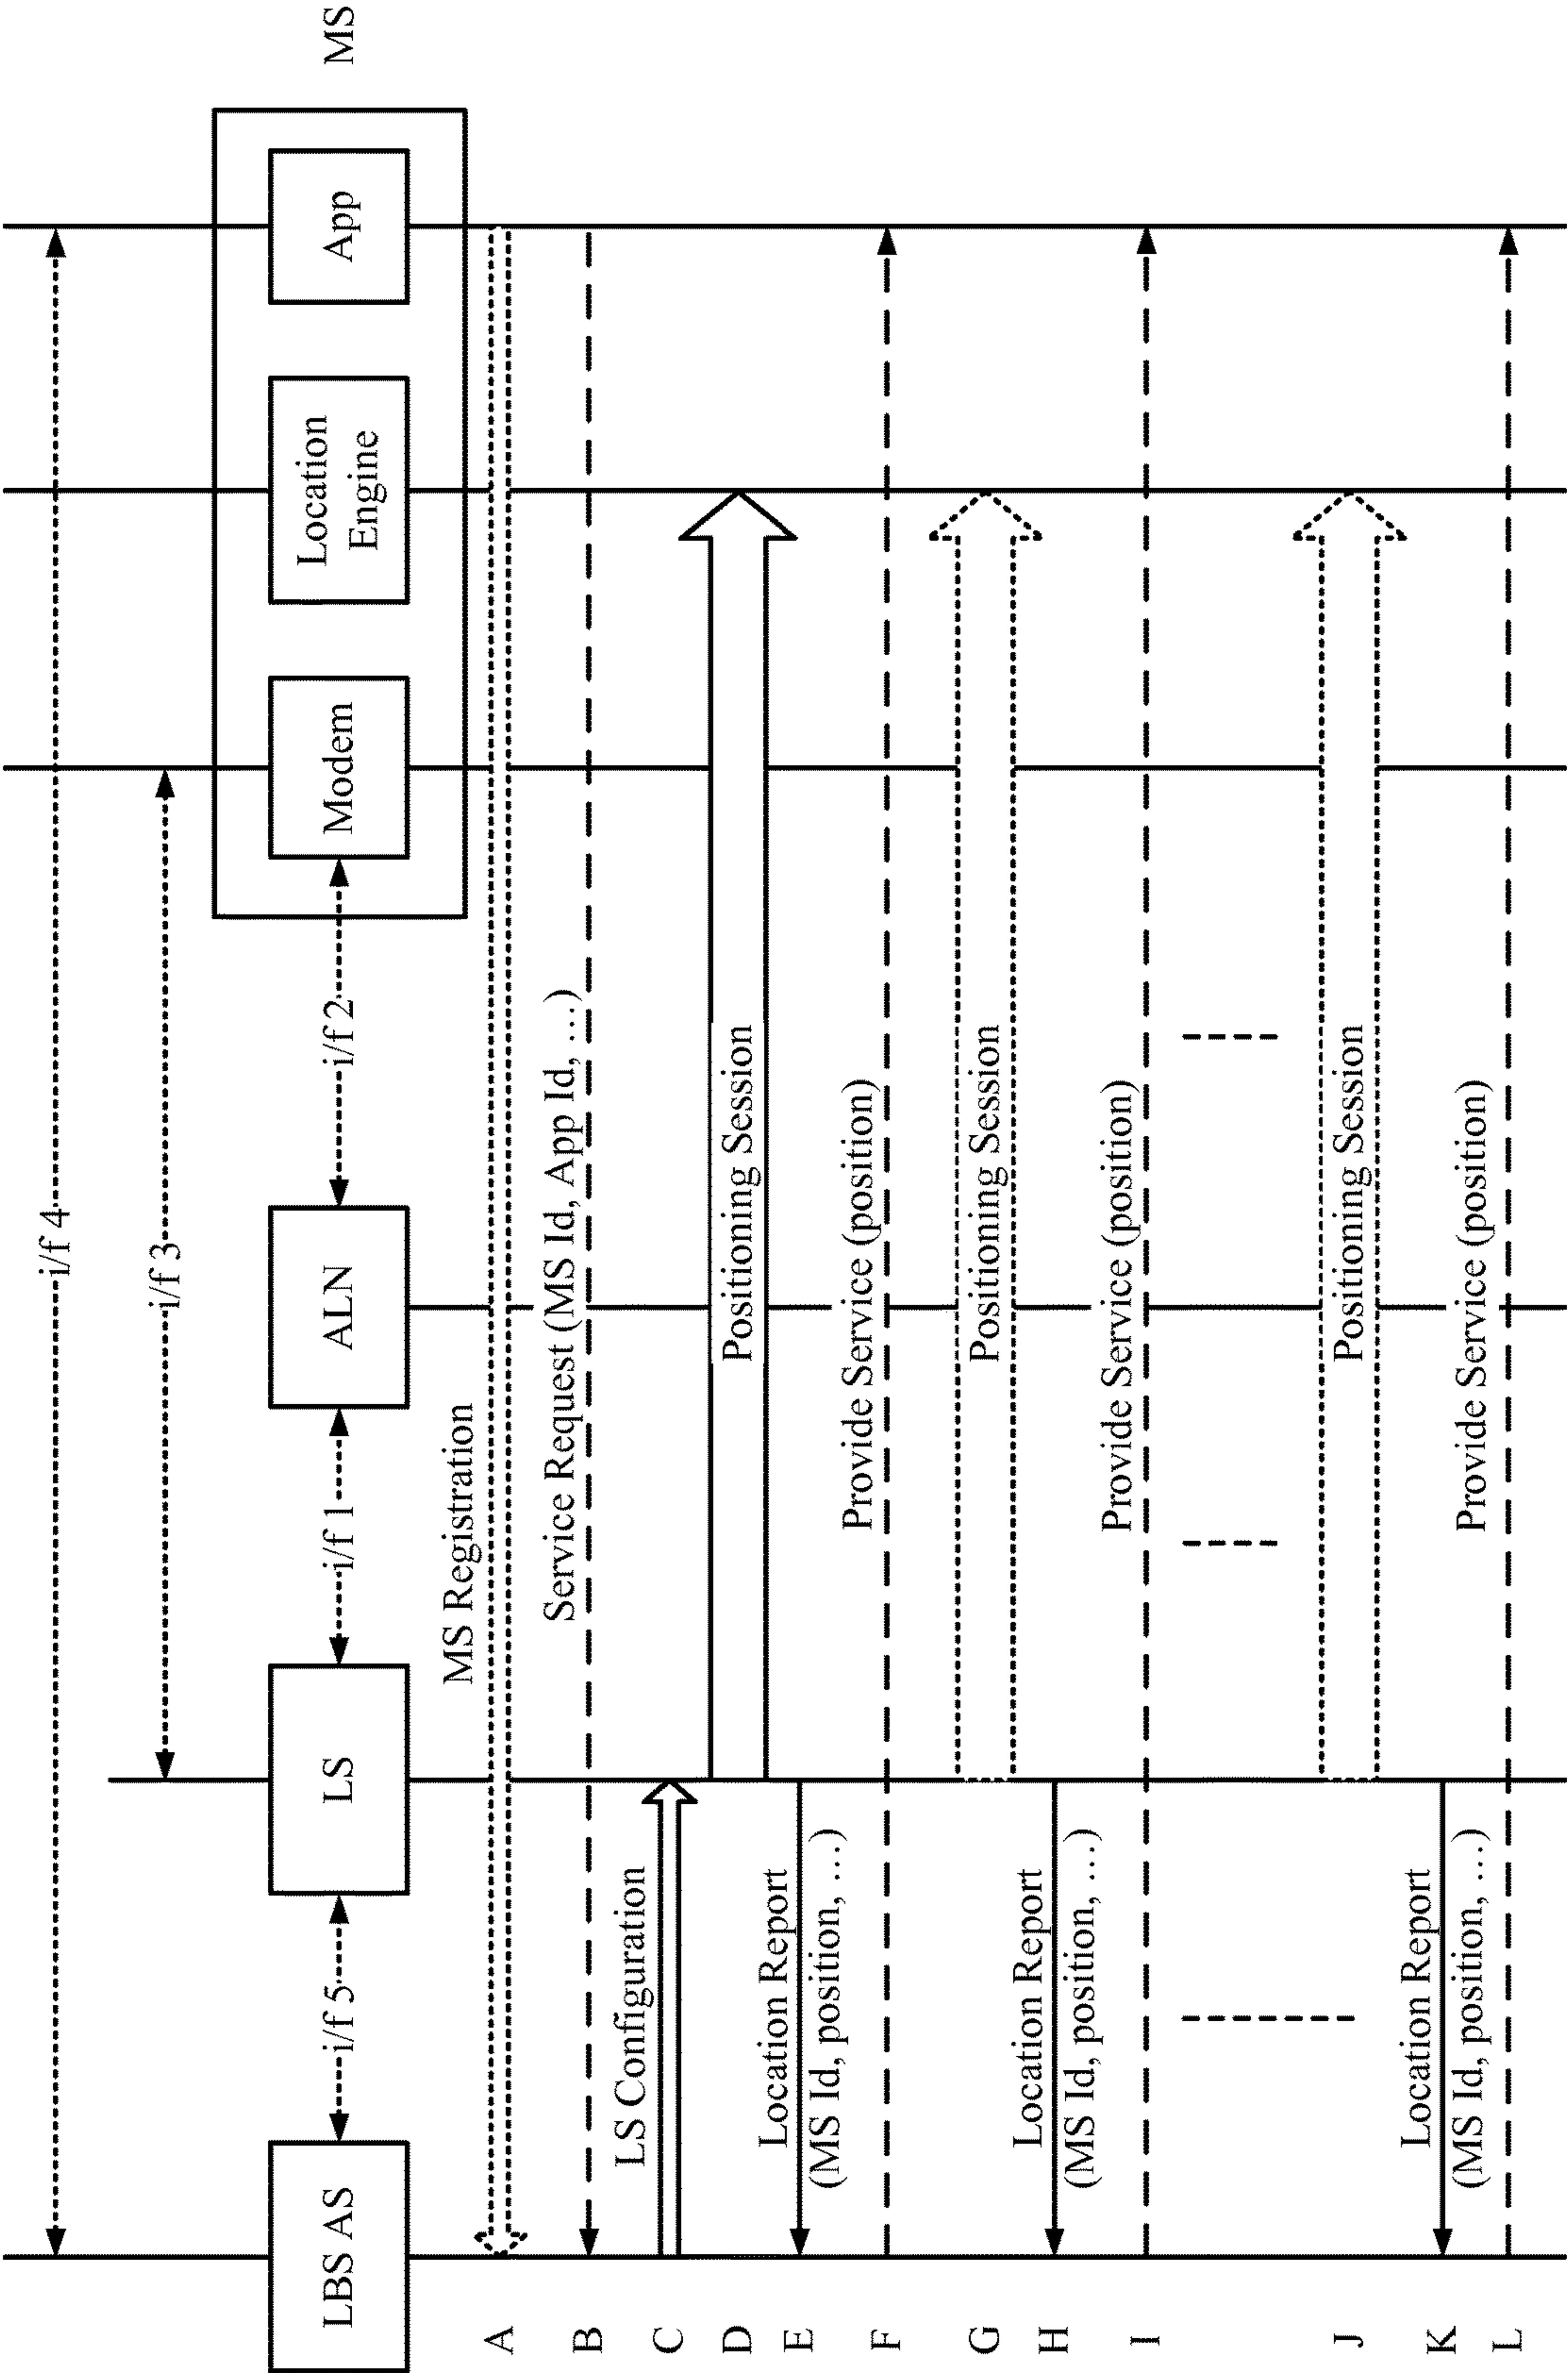 i/f 4
i/f 3
LBS AS
i/f 5
LS
i/f 1
ALN
i/f 2
Modem
Location
Engine
App
MS
MS Registration
A
Service Request (MS Id, App Id, …)
B
LS Configuration
C
Positioning Session
D
Location Report
(MS Id, position, …)
E
Provide Service (position)
F
Positioning Session
G
Location Report
(MS Id, position, …)
H
Provide Service (position)
I
Positioning Session
J
Location Report
(MS Id, position, …)
K
Provide Service (position)
L